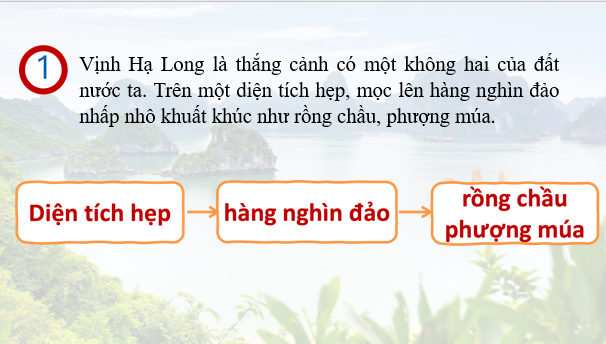 1
Vịnh Hạ Long là thắng cảnh có một không hai của đất
nước ta. Trên một diện tích hẹp, mọc lên hàng nghìn đảo
nhấp nhô khuất khúc như rồng chầu, phượng múa.
Diện tích hẹp
hàng nghìn đảo
rồng chầu
phượng múa